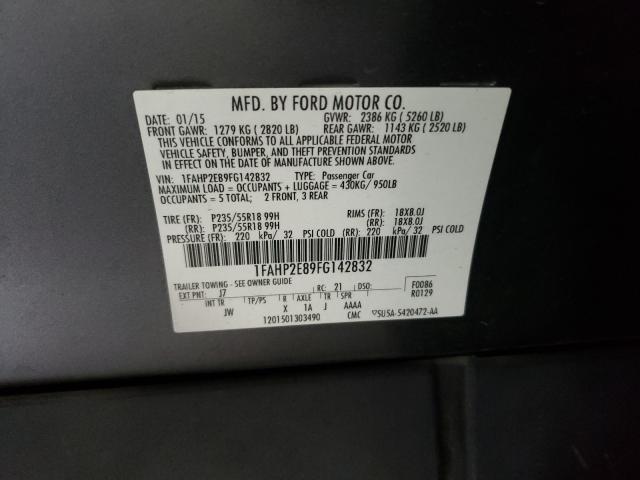 MFD. BY FORD MOTOR CO.
DATE: 01/15 GVWR: 2386 KG ( 5260 LB)
FRONT GAWR: 1279 KG ( 2820 LB) REAR GAWR: 1143 KG ( 2520 LB)
THIS VEHICLE CONFORMS TO ALL APPLICABLE FEDERAL MOTOR
VEHICLE SAFETY, BUMPER, AND THEFT PREVENTION STANDARDS
IN EFFECT ON THE DATE OF MANUFACTURE SHOWN ABOVE.
VIN: 1FAHP2E89FG142832 TYPE: Passenger Car
MAXIMUM LOAD = OCCUPANTS + LUGGAGE = 430KG/ 950LB
OCCUPANTS = 5 TOTAL; 2 FRONT, 3 REAR
TIRE (FR): P235/55R18 99H RIMS (FR): 18X8.0J
(RR): P235/55R18 99H (RR): 18X8.0J
PRESSURE (FR): 220 kPa/ 32 PSI COLD (RR): 220 kPa/ 32 PSI COLD
1FAHP2E89FG142832
TRAILER TOWING - SEE OWNER GUIDE
EXT PNT: J7 RC: 21 DSO: F0086
R0129
INT TR TP/PS R AXLE TR SPR
JW X 1A J AAAA
1201501303490 CMC ▽SU5A-5420472-AA